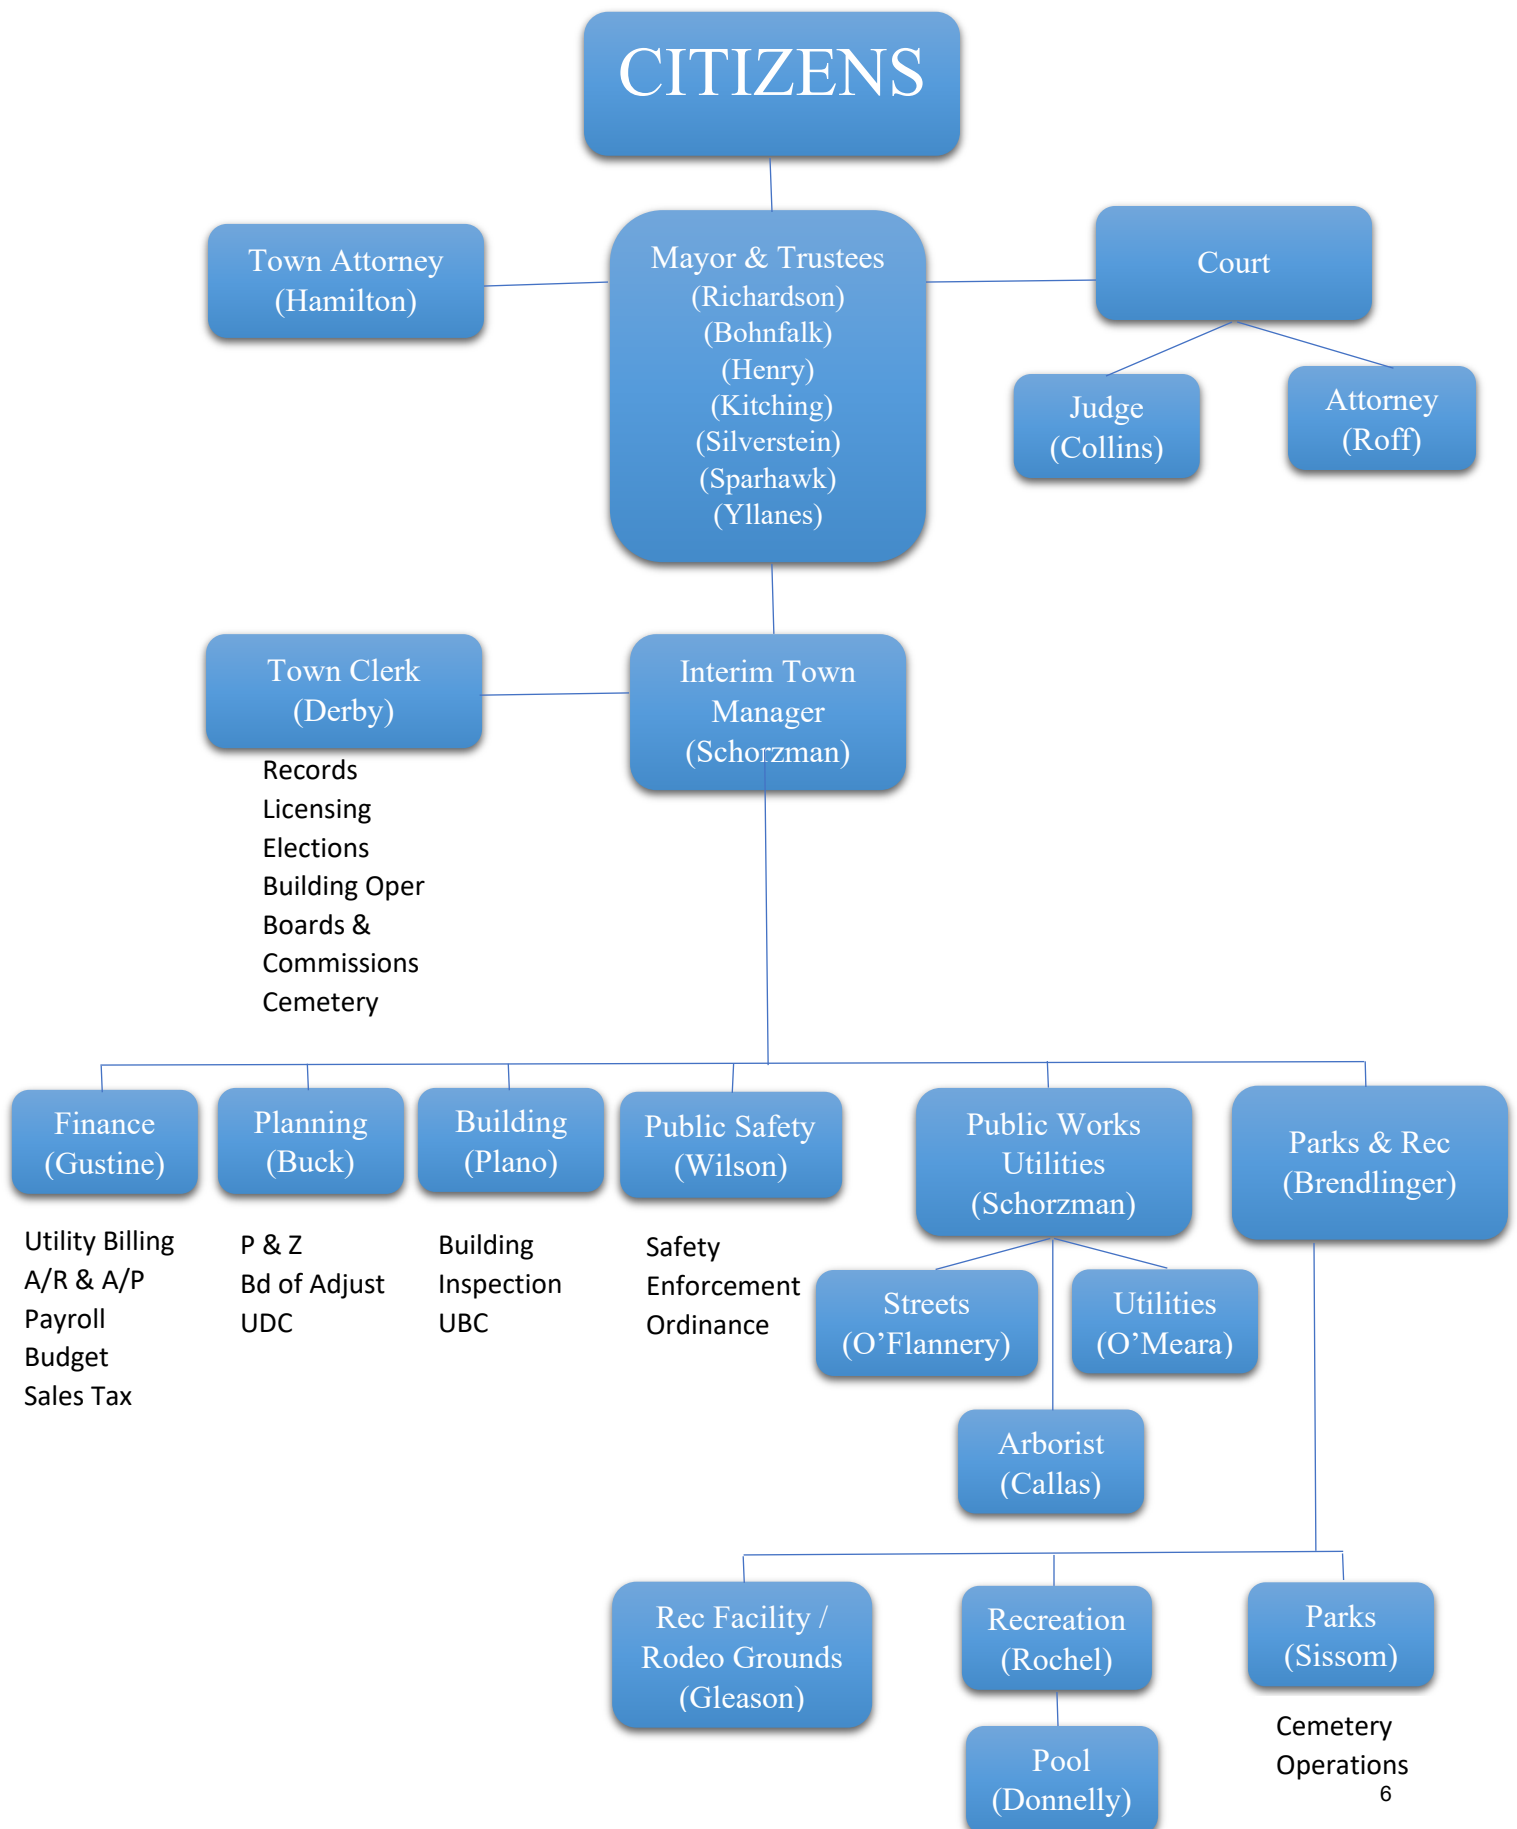 CITIZENS
Town Attorney
(Hamilton)
Mayor & Trustees
(Richardson)
(Bohnfalk)
(Henry)
(Kitching)
(Silverstein)
(Sparhawk)
(Yllanes)
Court
Judge
(Collins)
Attorney
(Roff)
Town Clerk
(Derby)
Records
Licensing
Elections
Building Oper
Boards &
Commissions
Cemetery
Interim Town
Manager
(Schorzman)
Finance
(Gustine)
Utility Billing
A/R & A/P
Payroll
Budget
Sales Tax
Planning
(Buck)
P & Z
Bd of Adjust
UDC
Building
(Plano)
Building
Inspection
UBC
Public Safety
(Wilson)
Safety
Enforcement
Ordinance
Public Works
Utilities
(Schorzman)
Streets
(O’Flannery)
Utilities
(O’Meara)
Arborist
(Callas)
Parks & Rec
(Brendlinger)
Rec Facility /
Rodeo Grounds
(Gleason)
Recreation
(Rochel)
Pool
(Donnelly)
Parks
(Sissom)
Cemetery
Operations
6